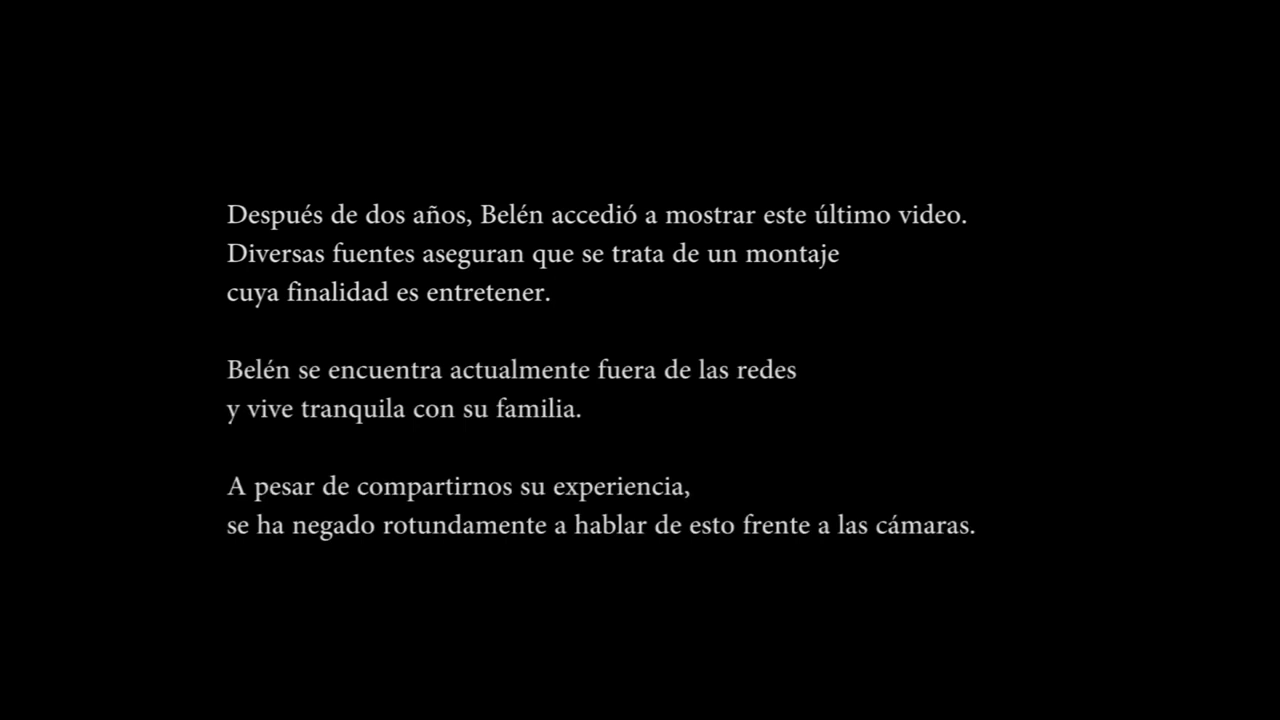 Después de dos años, Belén accedió a mostrar este último video.
Diversas fuentes aseguran que se trata de un montaje
cuya finalidad es entretener.
Belén se encuentra actualmente fuera de las redes
y vive tranquila con su familia.
A pesar de compartirnos su experiencia,
se ha negado rotundamente a hablar de esto frente a las cámaras.